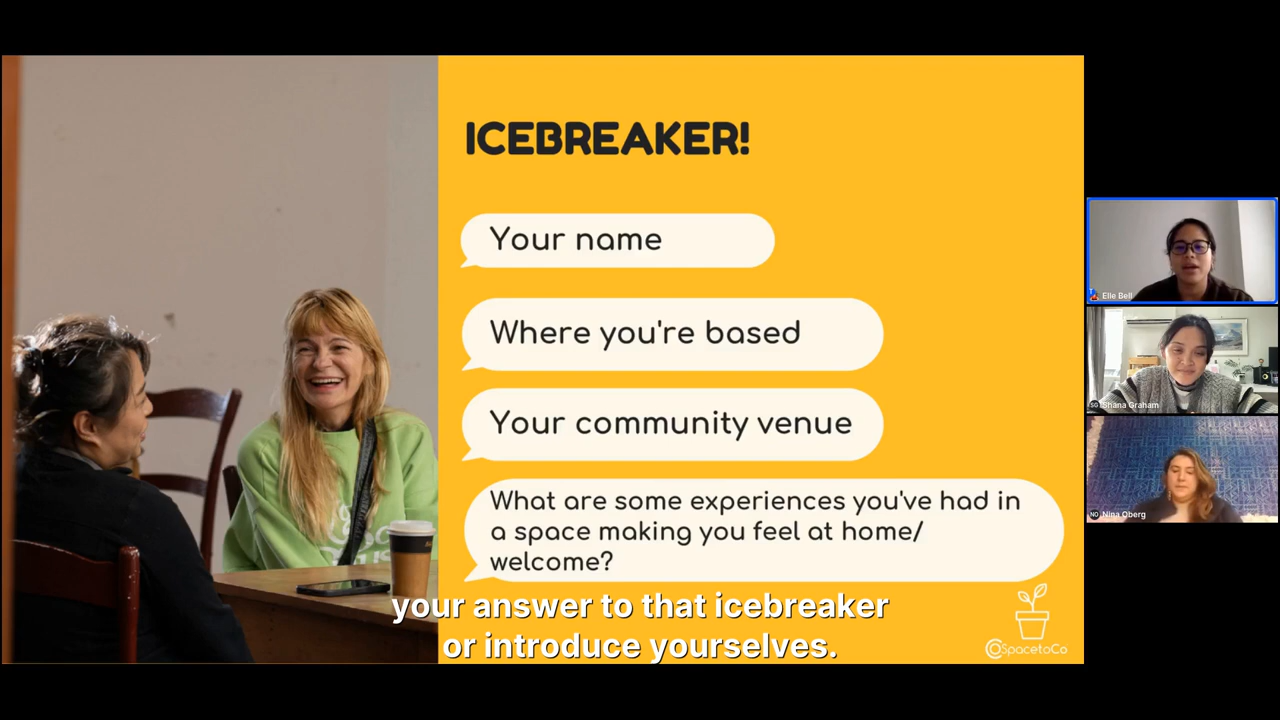 ICEBREAKER!
Your name
Where you're based
Your community venue
What are some experiences you've had in
a space making you feel at home/
welcome?
your answer to that icebreaker
or introduce yourselves.
SpacetoCo
Elle Bell
SG Shana Graham
NO Nina Oberg